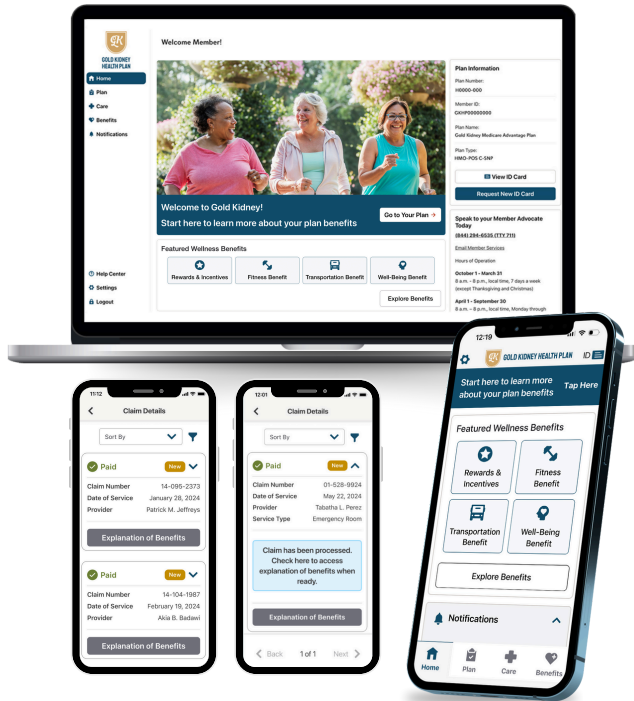 GK
GOLD KIDNEY
HEALTH PLAN
Home
Plan
Care
Benefits
Notifications
Help Center
Settings
Logout
Welcome Member!
Welcome to Gold Kidney!
Start here to learn more about your plan benefits
Go to Your Plan →
Featured Wellness Benefits
Rewards & Incentives
Fitness Benefit
Transportation Benefit
Well-Being Benefit
Explore Benefits
Plan Information
Plan Number:
H0000-000
Member ID:
GKHP00000000
Plan Name:
Gold Kidney Medicare Advantage Plan
Plan Type:
HMO-POS C-SNP
View ID Card
Request New ID Card
Speak to your Member Advocate
Today
(844) 294-6535 (TTY 711)
Email Member Services
Hours of Operation
October 1 - March 31
8 a.m. - 8 p.m., local time, 7 days a week
(except Thanksgiving and Christmas)
April 1 - September 30
8 a.m. - 8 p.m., local time, Monday through
11:12
Claim Details
Sort By
Paid New
Claim Number 14-095-2373
Date of Service January 28, 2024
Provider Patrick M. Jeffreys
Explanation of Benefits
Paid New
Claim Number 14-104-1987
Date of Service February 19, 2024
Provider Akia B. Badawi
Explanation of Benefits
12:01
Claim Details
Sort By
Paid New
Claim Number 01-528-9924
Date of Service May 22, 2024
Provider Tabatha L. Perez
Service Type Emergency Room
Claim has been processed.
Check here to access
explanation of benefits when
ready.
Explanation of Benefits
Back 1 of 1 Next
12:19
GK GOLD KIDNEY HEALTH PLAN ID
Start here to learn more
about your plan benefits
Tap Here
Featured Wellness Benefits
Rewards &
Incentives
Fitness
Benefit
Transportation
Benefit
Well-Being
Benefit
Explore Benefits
Notifications
Home Plan Care Benefits